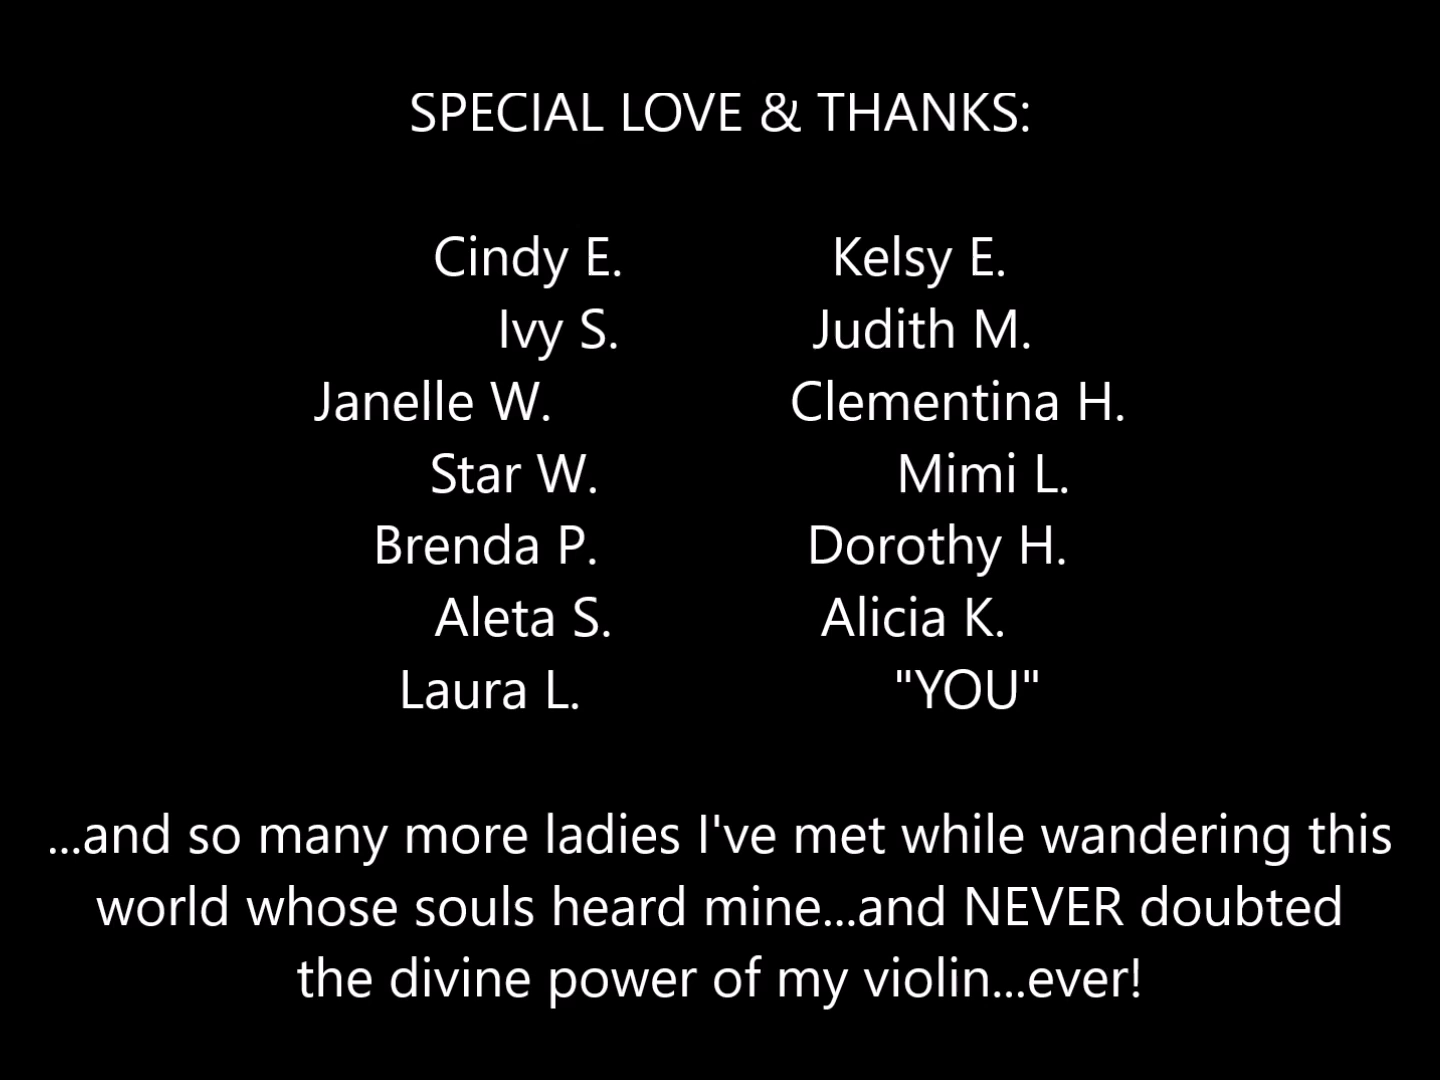 SPECIAL LOVE & THANKS:
Cindy E. Kelsy E.
Ivy S. Judith M.
Janelle W. Clementina H.
Star W. Mimi L.
Brenda P. Dorothy H.
Aleta S. Alicia K.
Laura L. "YOU"
...and so many more ladies I've met while wandering this
world whose souls heard mine...and NEVER doubted
the divine power of my violin...ever!